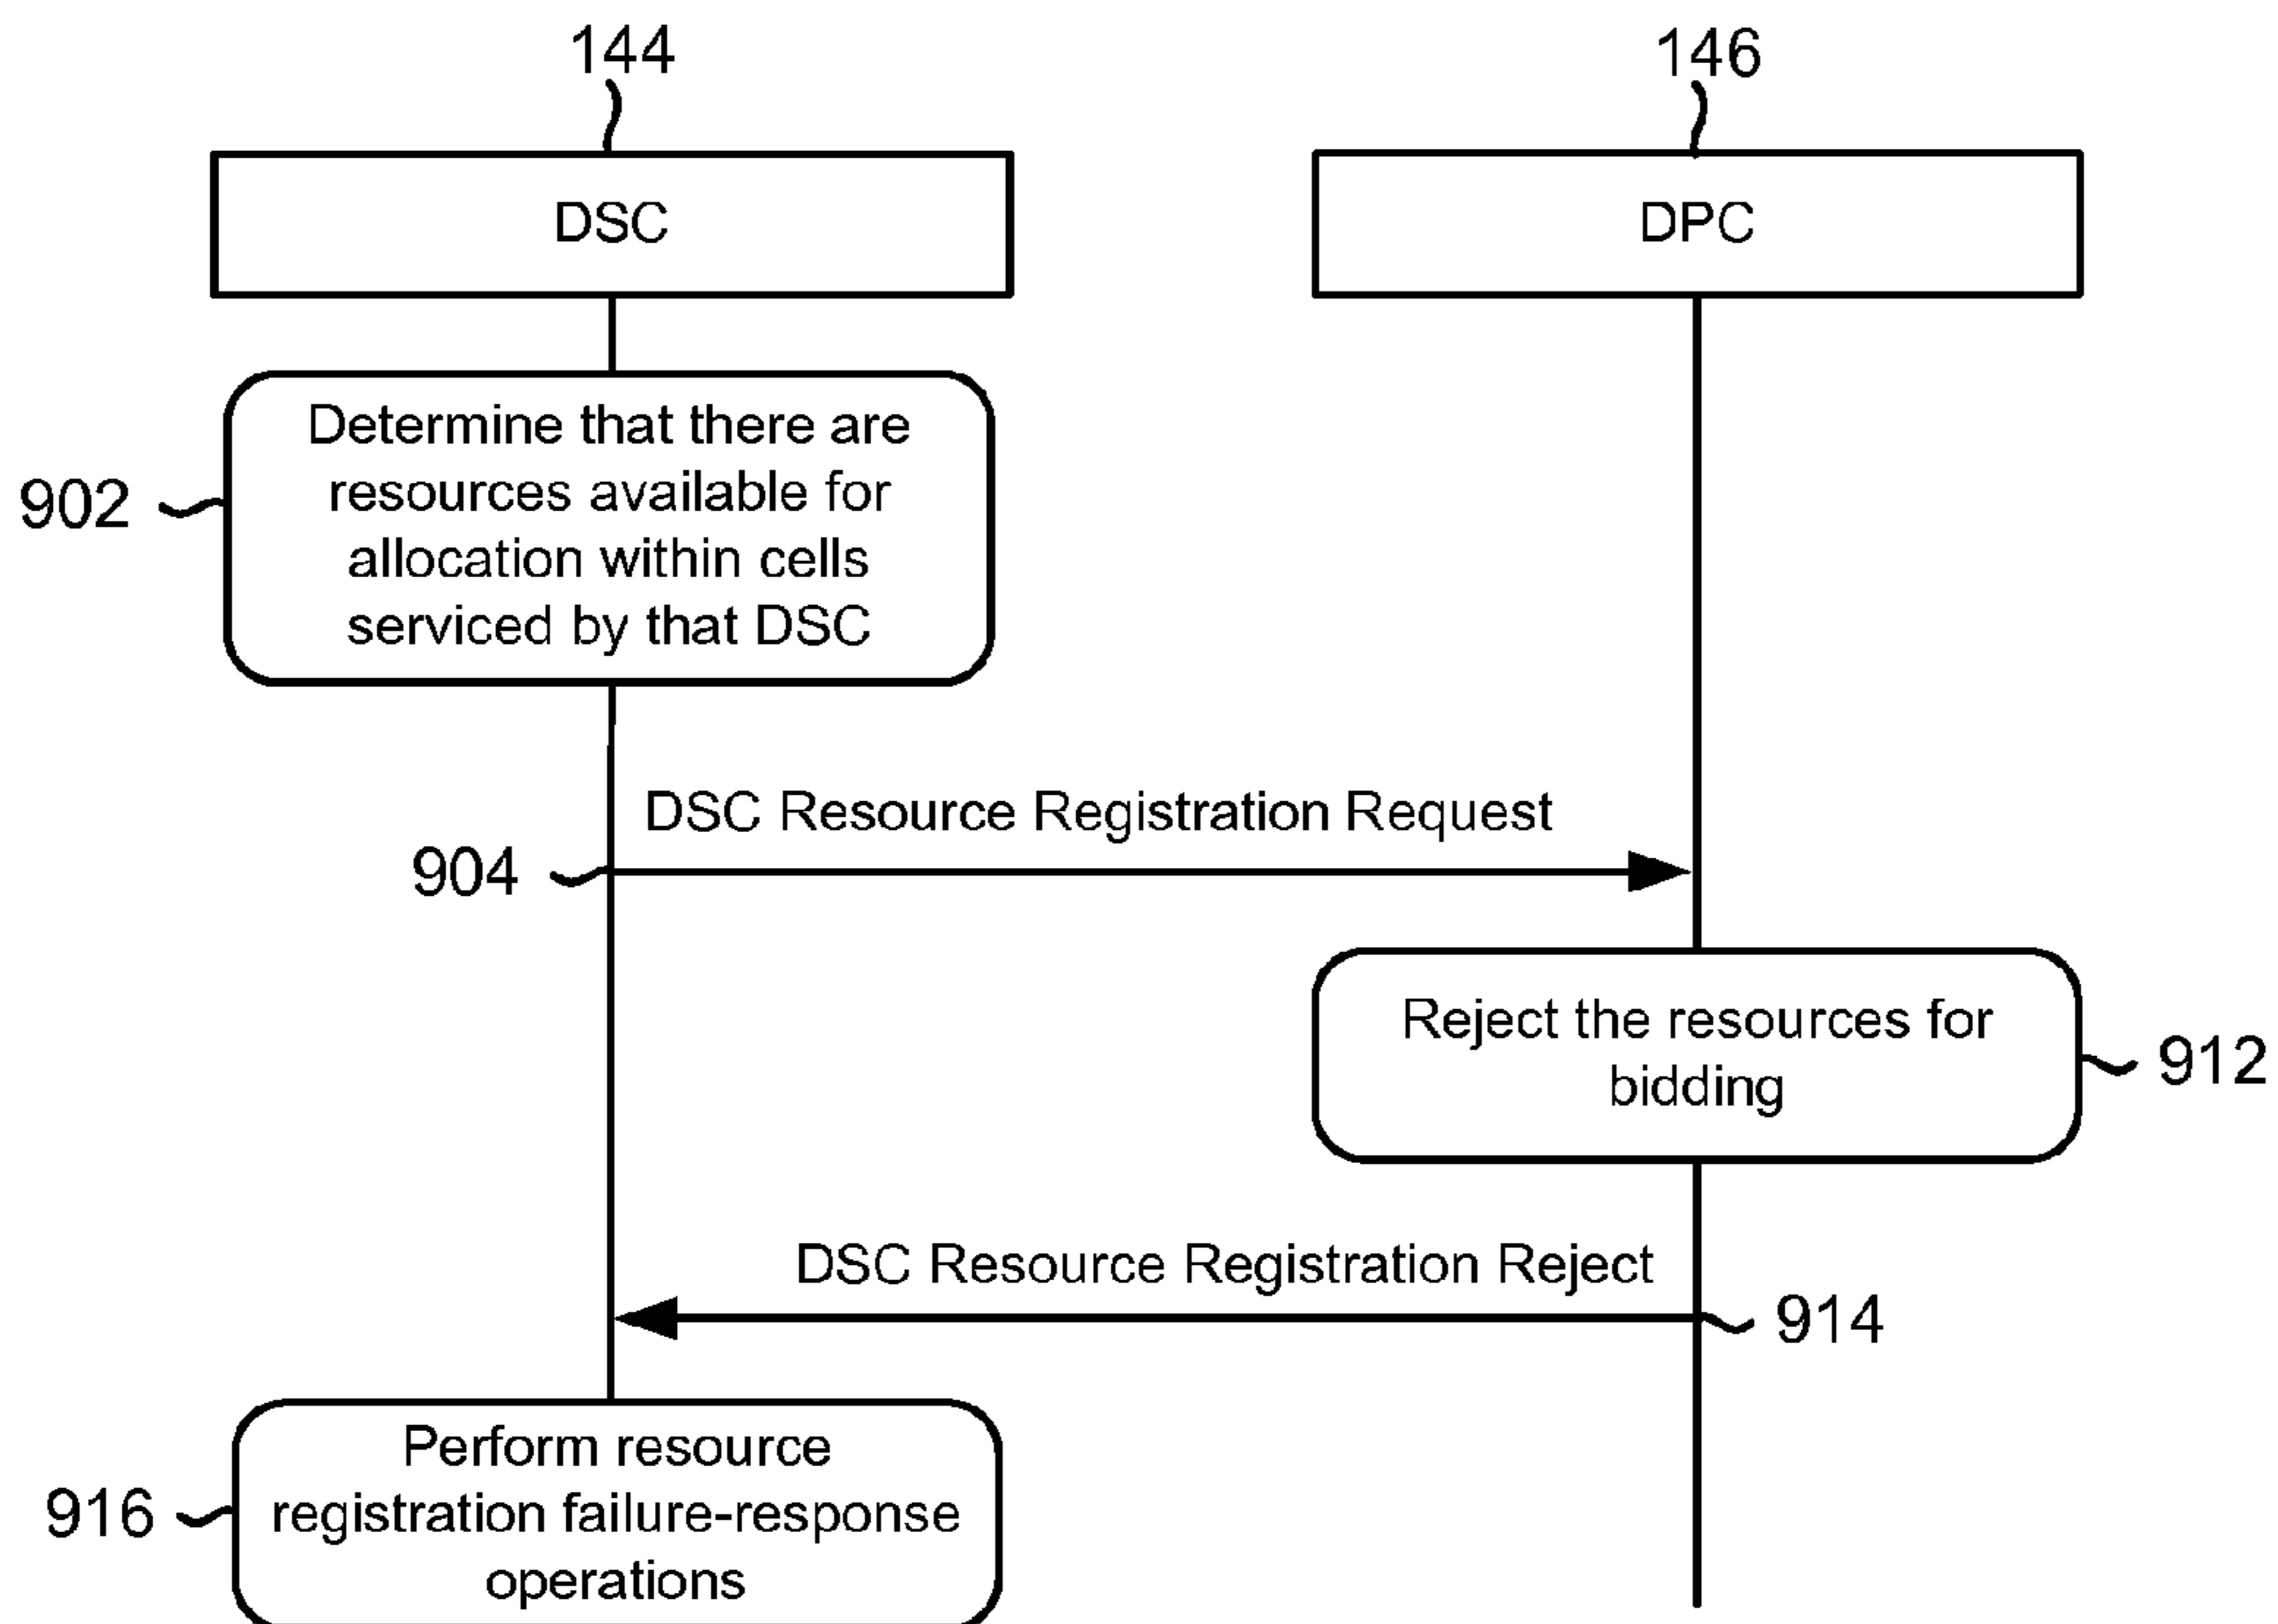 144
146
DSC
DPC
Determine that there are
resources available for
allocation within cells
serviced by that DSC
902
DSC Resource Registration Request
904
Reject the resources for
bidding
912
DSC Resource Registration Reject
914
Perform resource
registration failure-response
operations
916